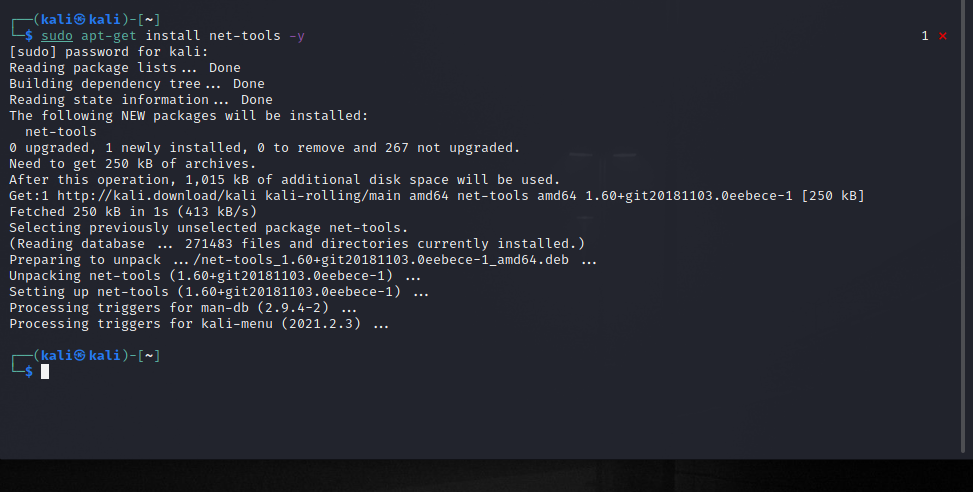 ┌──(kali㉿kali)-[~]
└─$ sudo apt-get install net-tools -y 1 ⨯
[sudo] password for kali:
Reading package lists... Done
Building dependency tree... Done
Reading state information... Done
The following NEW packages will be installed:
  net-tools
0 upgraded, 1 newly installed, 0 to remove and 267 not upgraded.
Need to get 250 kB of archives.
After this operation, 1,015 kB of additional disk space will be used.
Get:1 http://kali.download/kali kali-rolling/main amd64 net-tools amd64 1.60+git20181103.0eebece-1 [250 kB]
Fetched 250 kB in 1s (413 kB/s)
Selecting previously unselected package net-tools.
(Reading database ... 271483 files and directories currently installed.)
Preparing to unpack .../net-tools_1.60+git20181103.0eebece-1_amd64.deb ...
Unpacking net-tools (1.60+git20181103.0eebece-1) ...
Setting up net-tools (1.60+git20181103.0eebece-1) ...
Processing triggers for man-db (2.9.4-2) ...
Processing triggers for kali-menu (2021.2.3) ...
┌──(kali㉿kali)-[~]
└─$